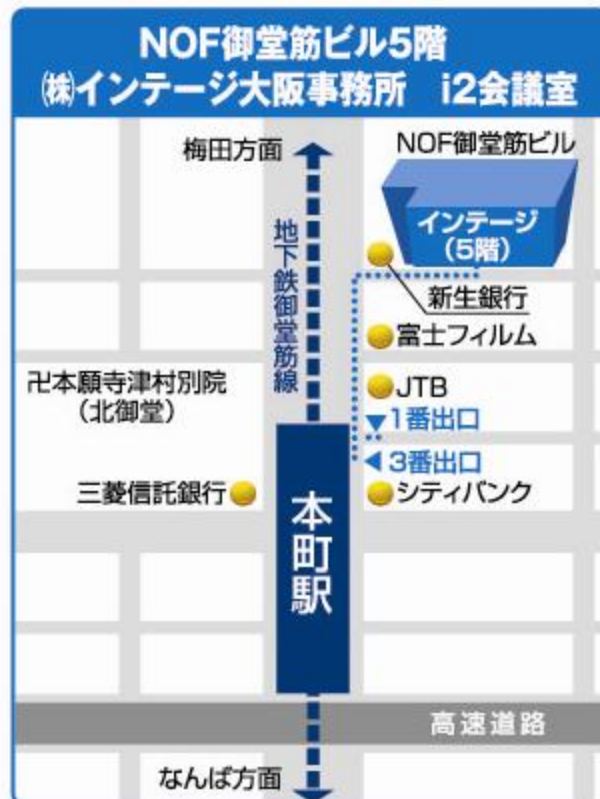 NOF御堂筋ビル5階
㈱インテージ大阪事務所　i2会議室
梅田方面
NOF御堂筋ビル
インテージ
（5階）
地下鉄御堂筋線
新生銀行
富士フィルム
卍本願寺津村別院
（北御堂）
JTB
▼1番出口
◀3番出口
三菱信託銀行
シティバンク
本町駅
高速道路
なんば方面